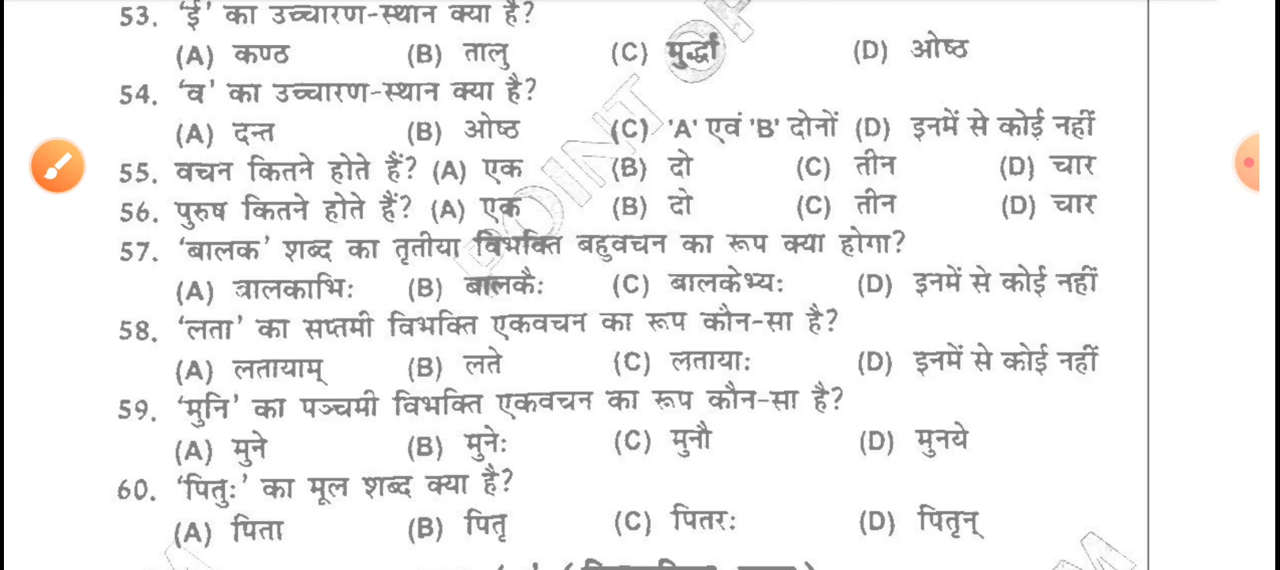 53. 'ई' का उच्चारण-स्थान क्या है?
(A) कण्ठ (B) तालु (C) मुर्द्धा (D) ओष्ठ
54. 'व' का उच्चारण-स्थान क्या है?
(A) दन्त (B) ओष्ठ (C) 'A' एवं 'B' दोनों (D) इनमें से कोई नहीं
55. वचन कितने होते हैं? (A) एक (B) दो (C) तीन (D) चार
56. पुरुष कितने होते हैं? (A) एक (B) दो (C) तीन (D) चार
57. 'बालक' शब्द का तृतीया विभक्ति बहुवचन का रूप क्या होगा?
(A) बालकाभिः (B) बालकैः (C) बालकेभ्यः (D) इनमें से कोई नहीं
58. 'लता' का सप्तमी विभक्ति एकवचन का रूप कौन-सा है?
(A) लतायाम् (B) लते (C) लतायाः (D) इनमें से कोई नहीं
59. 'मुनि' का पञ्चमी विभक्ति एकवचन का रूप कौन-सा है?
(A) मुने (B) मुनेः (C) मुनौ (D) मुनये
60. 'पितुः' का मूल शब्द क्या है?
(A) पिता (B) पितृ (C) पितरः (D) पितृन्
POINT OF